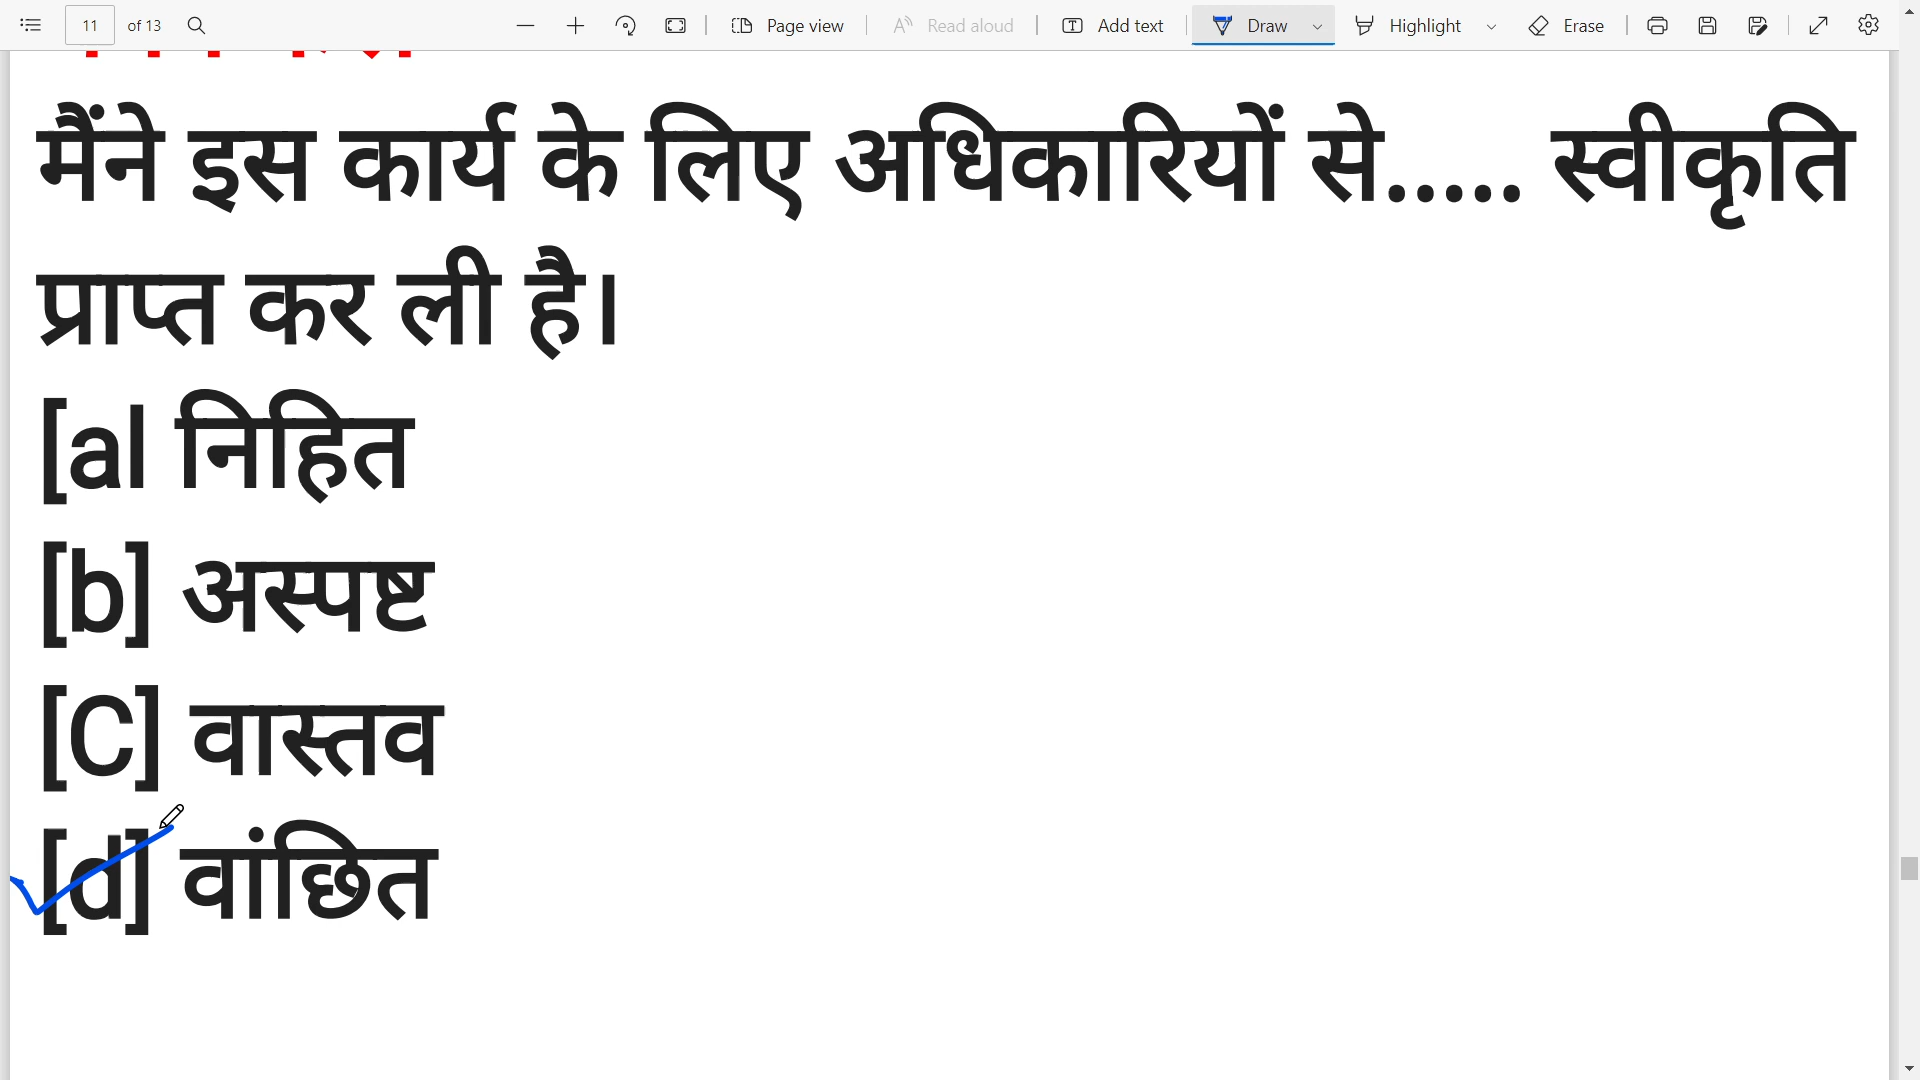 11 of 13 Page view Read aloud Add text Draw Highlight Erase
मैंने इस कार्य के लिए अधिकारियों से..... स्वीकृति
प्राप्त कर ली है।
[al निहित
[b] अस्पष्ट
[C] वास्तव
[d] वांछित